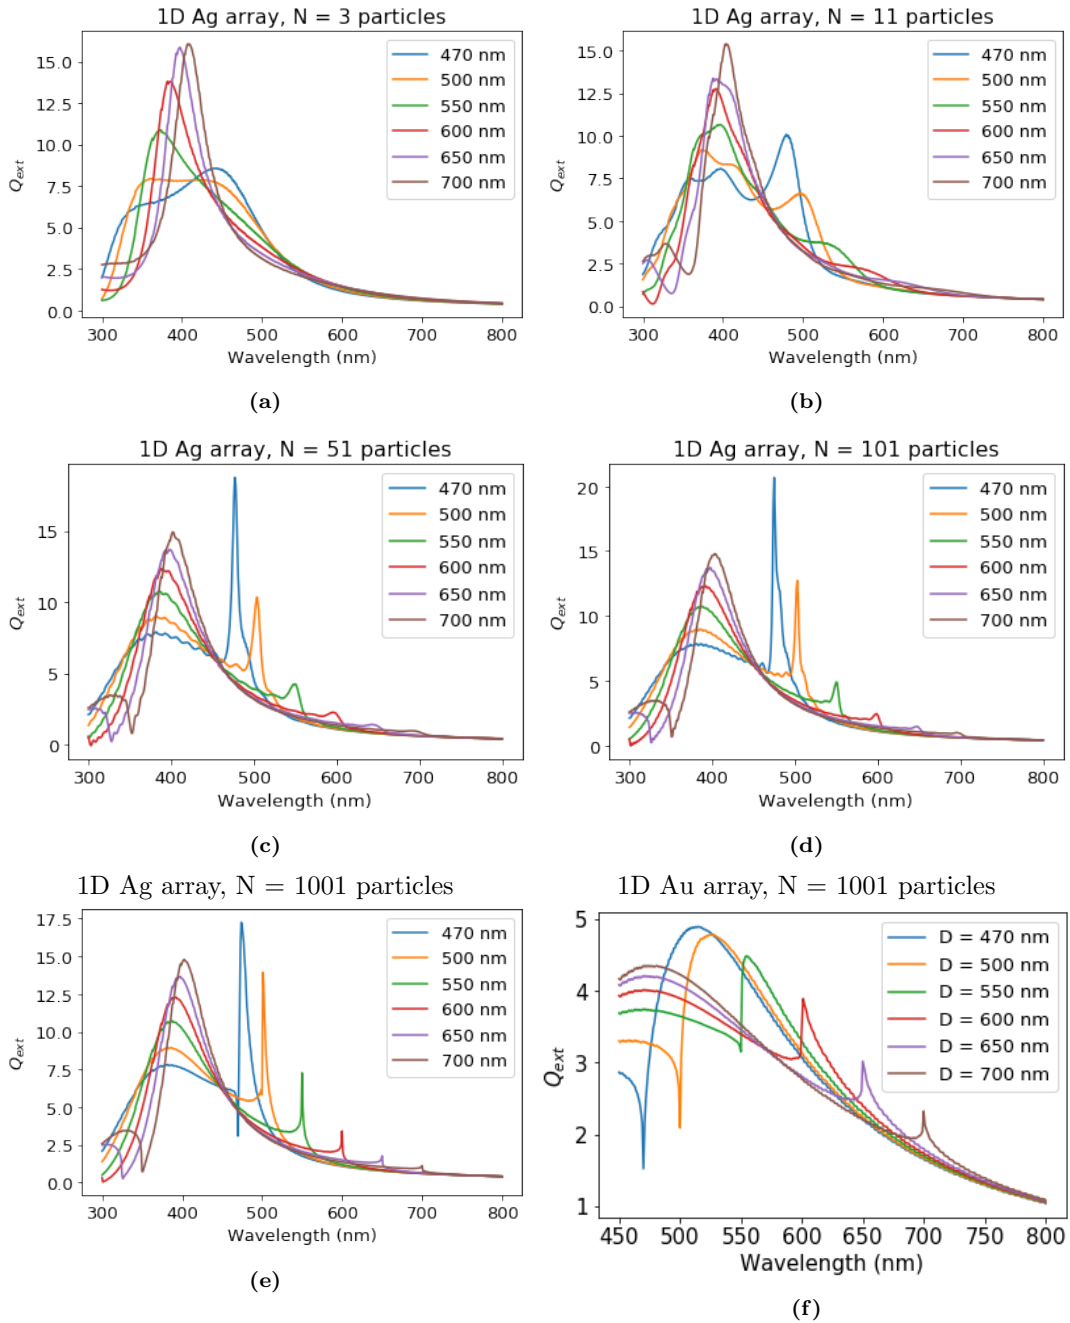 1D Ag array, N = 3 particles
Q_ext
15.0
12.5
10.0
7.5
5.0
2.5
0.0
470 nm
500 nm
550 nm
600 nm
650 nm
700 nm
300 400 500 600 700 800
Wavelength (nm)
(a)
1D Ag array, N = 11 particles
Q_ext
15.0
12.5
10.0
7.5
5.0
2.5
0.0
470 nm
500 nm
550 nm
600 nm
650 nm
700 nm
300 400 500 600 700 800
Wavelength (nm)
(b)
1D Ag array, N = 51 particles
Q_ext
15
10
5
0
470 nm
500 nm
550 nm
600 nm
650 nm
700 nm
300 400 500 600 700 800
Wavelength (nm)
(c)
1D Ag array, N = 101 particles
Q_ext
20
15
10
5
0
470 nm
500 nm
550 nm
600 nm
650 nm
700 nm
300 400 500 600 700 800
Wavelength (nm)
(d)
1D Ag array, N = 1001 particles
Q_ext
17.5
15.0
12.5
10.0
7.5
5.0
2.5
0.0
470 nm
500 nm
550 nm
600 nm
650 nm
700 nm
300 400 500 600 700 800
Wavelength (nm)
(e)
1D Au array, N = 1001 particles
Q_ext
5
4
3
2
1
D = 470 nm
D = 500 nm
D = 550 nm
D = 600 nm
D = 650 nm
D = 700 nm
450 500 550 600 650 700 750 800
Wavelength (nm)
(f)